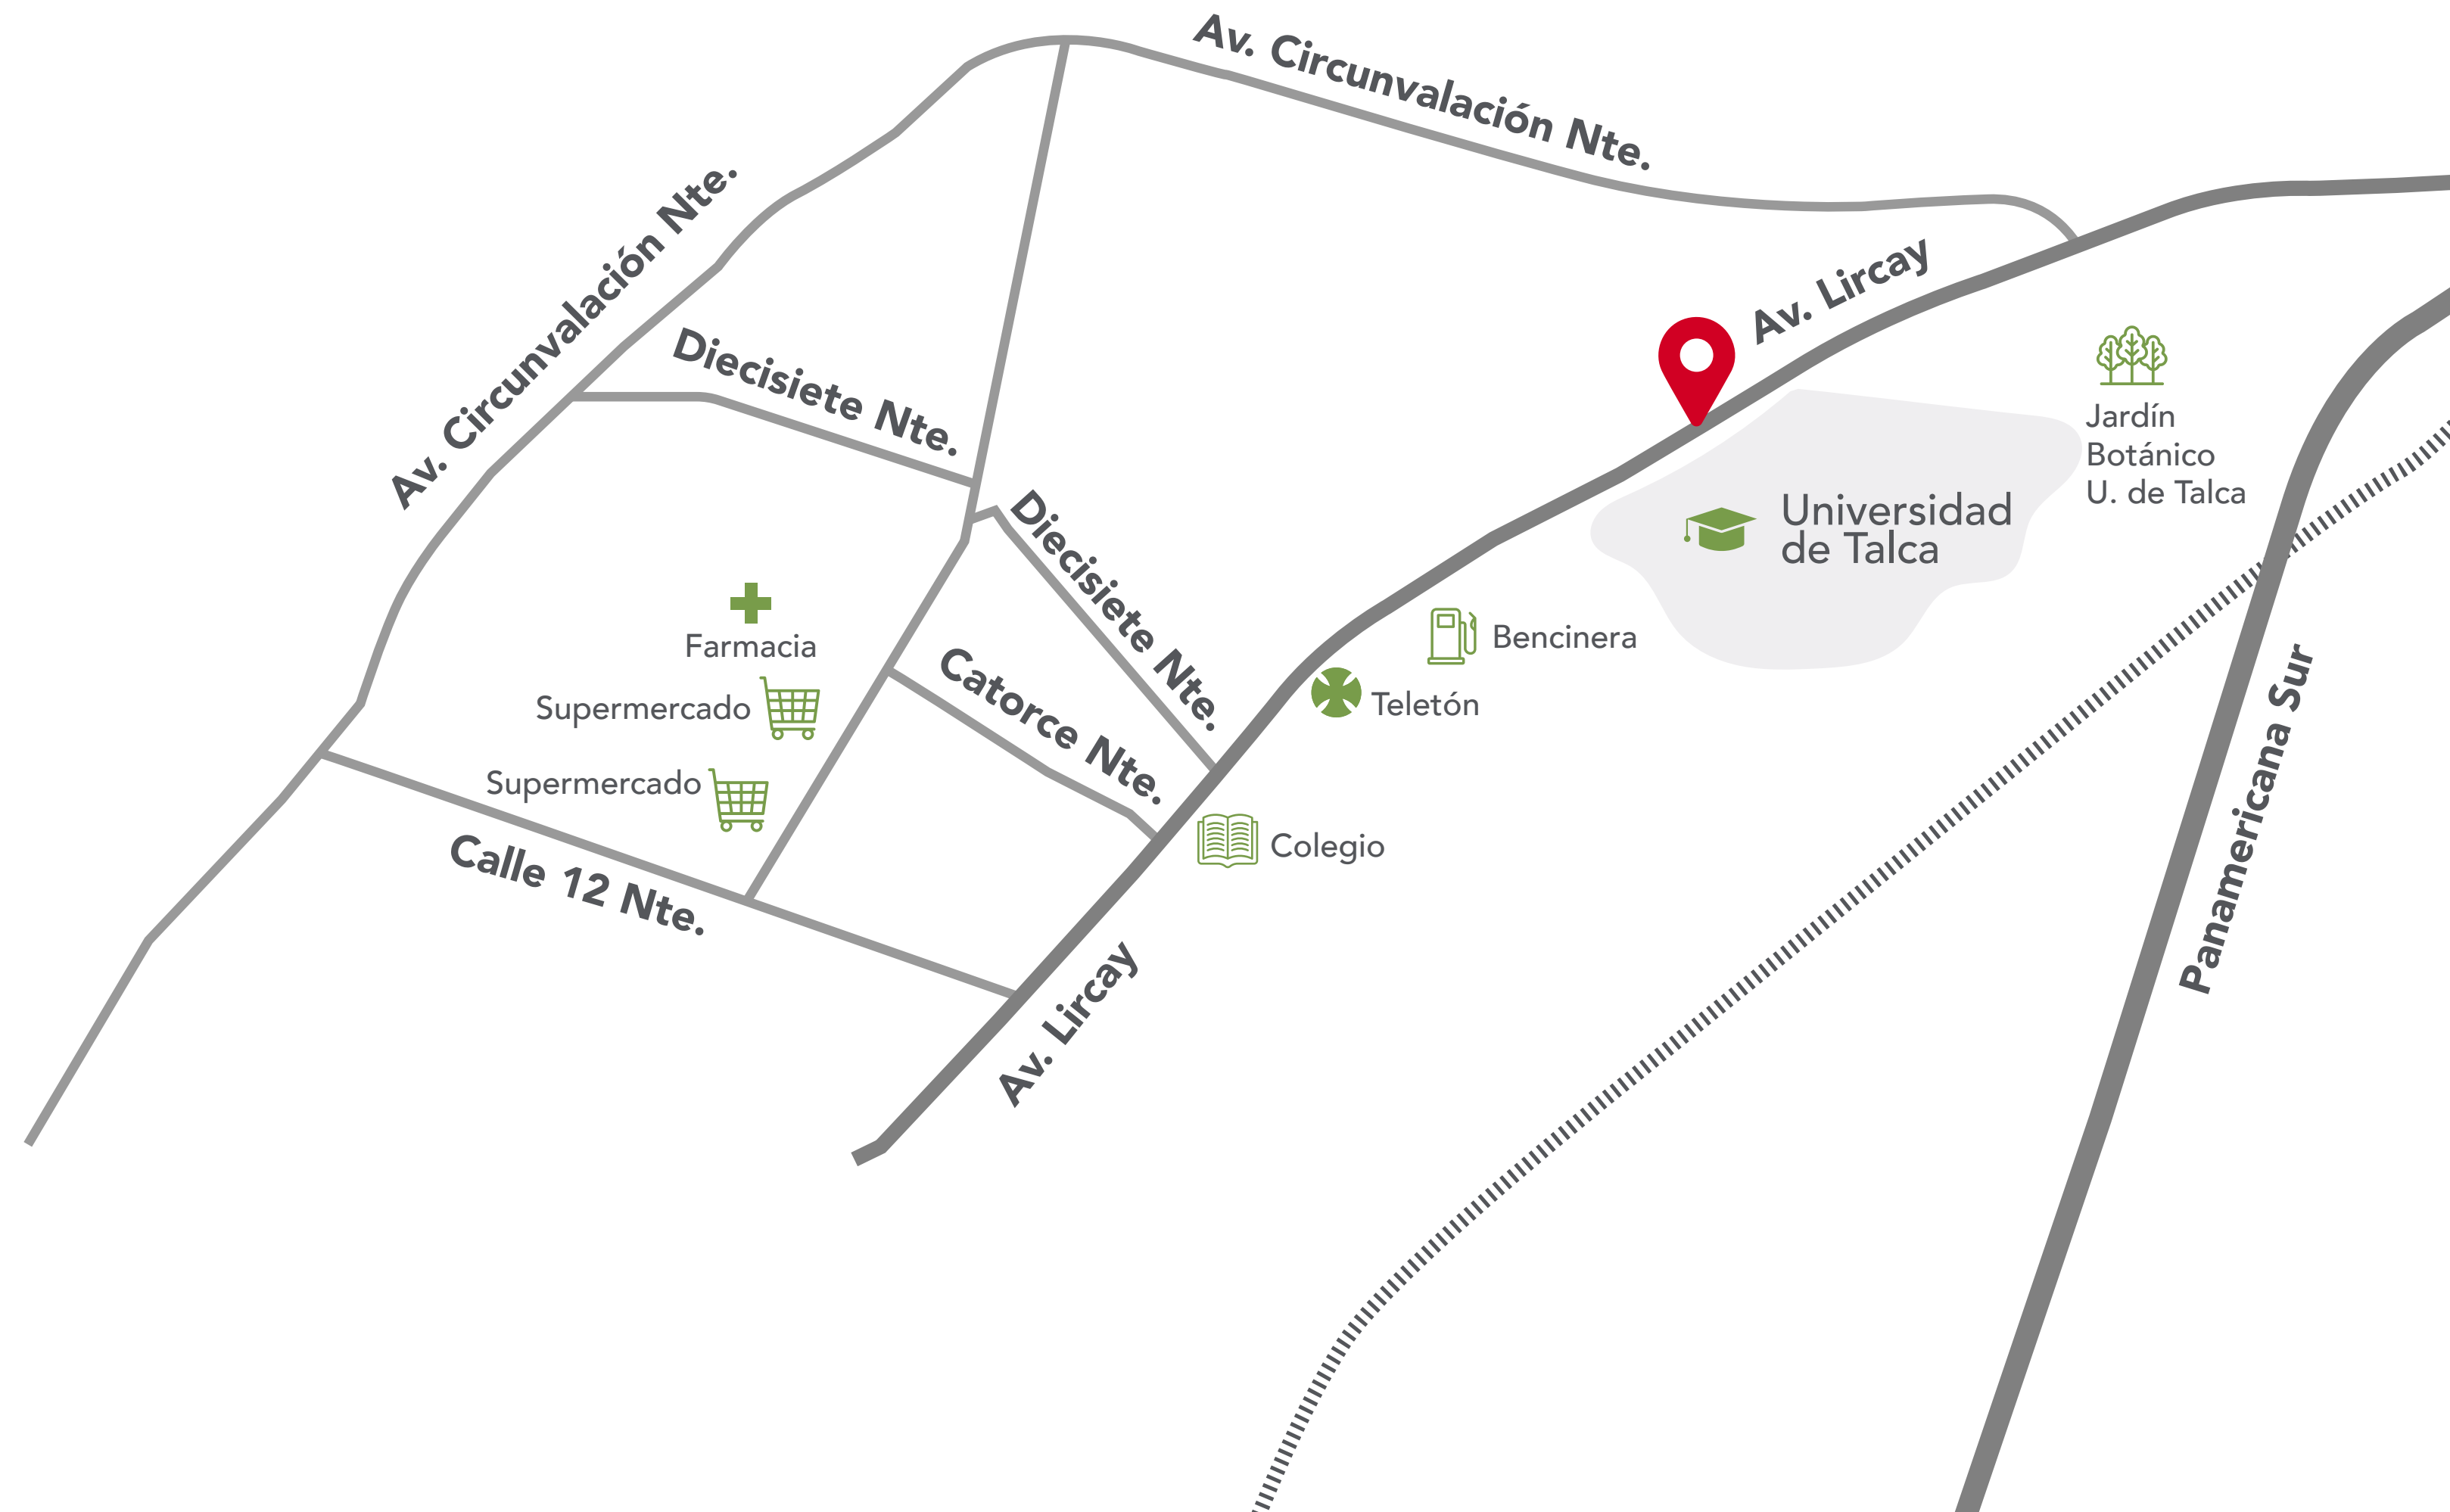 Av. Circunvalación Nte.
Av. Circunvalación Nte.
Av. Lircay
Diecisiete Nte.
Jardín
Botánico
U. de Talca
Universidad
de Talca
Diecisiete Nte.
Farmacia
Bencinera
Supermercado
Catorce Nte.
Teletón
Supermercado
Panamericana Sur
Calle 12 Nte.
Colegio
Av. Lircay